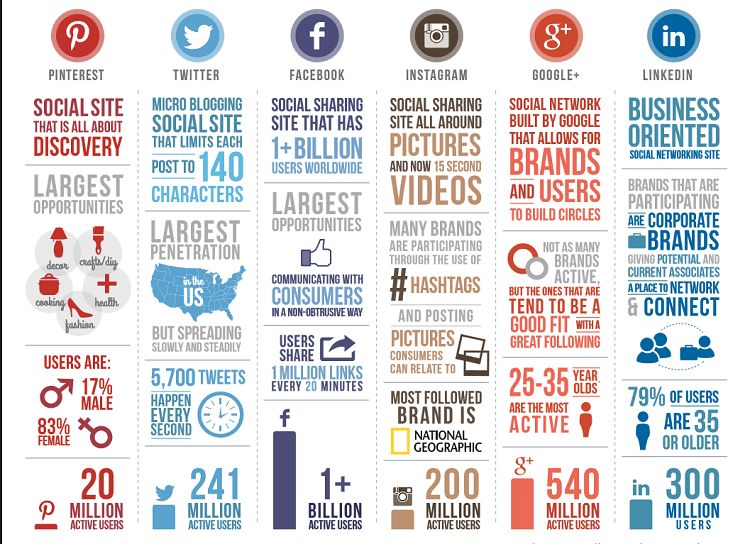 PINTEREST
SOCIAL SITE
THAT IS ALL ABOUT
DISCOVERY
LARGEST
OPPORTUNITIES
decor
crafts/diy
cooking
health
fashion
USERS ARE:
17%
MALE
83%
FEMALE
20
MILLION
ACTIVE USERS
TWITTER
MICRO BLOGGING
SOCIAL SITE
THAT LIMITS EACH
POST TO 140
CHARACTERS
LARGEST
PENETRATION
in the
US
BUT SPREADING
SLOWLY AND STEADILY
5,700 TWEETS
HAPPEN
EVERY
SECOND
241
MILLION
ACTIVE USERS
FACEBOOK
SOCIAL SHARING
SITE THAT HAS
1+ BILLION
USERS WORLDWIDE
LARGEST
OPPORTUNITIES
COMMUNICATING WITH
CONSUMERS
IN A NON-OBTRUSIVE WAY
USERS
SHARE
1 MILLION LINKS
EVERY 20 MINUTES
f
1+
BILLION
ACTIVE USERS
INSTAGRAM
SOCIAL SHARING
SITE ALL AROUND
PICTURES
AND NOW 15 SECOND
VIDEOS
MANY BRANDS
ARE PARTICIPATING
THROUGH THE USE OF
# HASHTAGS
AND POSTING
PICTURES
CONSUMERS
CAN RELATE TO
MOST FOLLOWED
BRAND IS
NATIONAL
GEOGRAPHIC
200
MILLION
ACTIVE USERS
g+
GOOGLE+
SOCIAL NETWORK
BUILT BY GOOGLE
THAT ALLOWS FOR
BRANDS
AND USERS
TO BUILD CIRCLES
NOT AS MANY
BRANDS
ACTIVE,
BUT THE ONES THAT ARE
TEND TO BE A
GOOD FIT WITH A
GREAT FOLLOWING
25-35 YEAR OLDS
ARE THE MOST
ACTIVE
g+
540
MILLION
ACTIVE USERS
in
LINKEDIN
BUSINESS
ORIENTED
SOCIAL NETWORKING SITE
BRANDS THAT ARE
PARTICIPATING
ARE CORPORATE
BRANDS
GIVING POTENTIAL AND
CURRENT ASSOCIATES
A PLACE TO NETWORK
& CONNECT
79% OF USERS
ARE 35
OR OLDER
in
300
MILLION
USERS